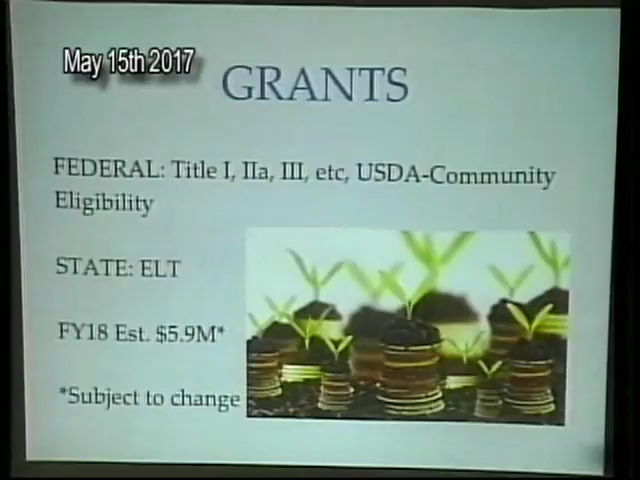 May 15th 2017
GRANTS
FEDERAL: Title I, IIa, III, etc, USDA-Community
Eligibility
STATE: ELT
FY18 Est. $5.9M*
*Subject to change